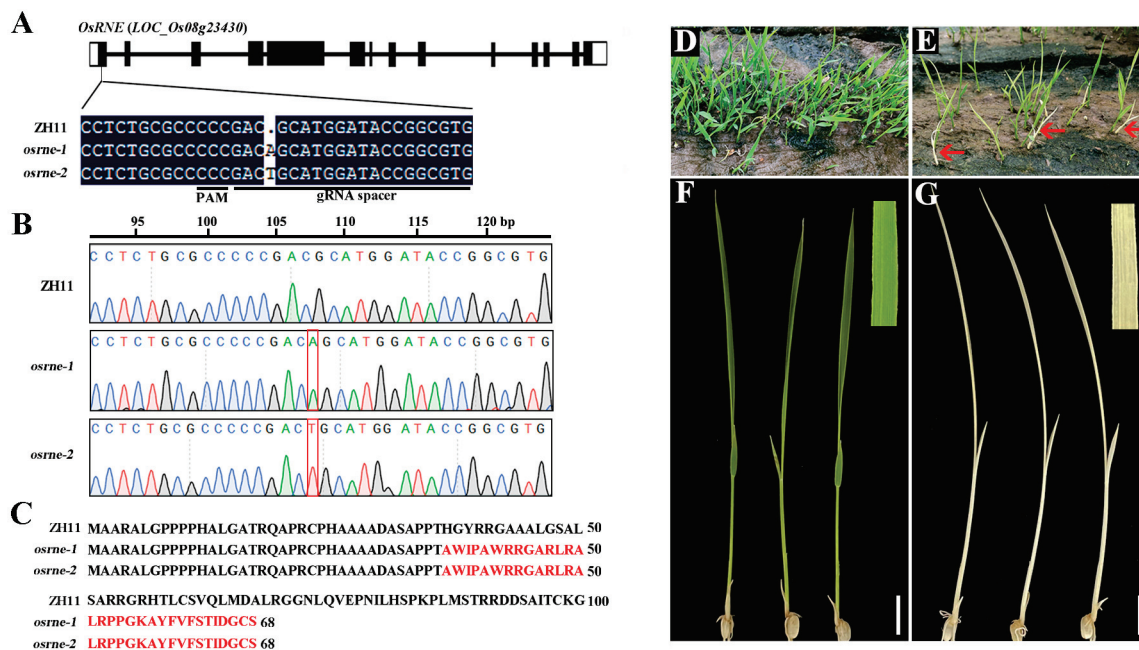 A
OsRNE (LOC_Os08g23430)
ZH11 CCTCTGCGCCCCCGAC.GCATGGATACCGGCGTG
osrne-1 CCTCTGCGCCCCCGACAGCATGGATACCGGCGTG
osrne-2 CCTCTGCGCCCCCGACTGCATGGATACCGGCGTG
PAM gRNA spacer
B
95 100 105 110 115 120 bp
CCTCTGCGCCCCCGACGCATGGATACCGGCGTG
ZH11
CCTCTGCGCCCCCGACAGCATGGATACCGGCGTG
osrne-1
CCTCTGCGCCCCCGACTGCATGGATACCGGCGTG
osrne-2
C
ZH11 MAARALGPPPPHALGATRQAPRCPHAAAADASAPPTHGYRRGAAALGSAL 50
osrne-1 MAARALGPPPPHALGATRQAPRCPHAAAADASAPPTAWIPAWRRGARLRA 50
osrne-2 MAARALGPPPPHALGATRQAPRCPHAAAADASAPPTAWIPAWRRGARLRA 50
ZH11 SARRGRHTLCSVQLMDALRGGNLQVEPNILHSPKPLMSTRRDDSAITCKG 100
osrne-1 LRPPGKAYFVFSTIDGCS 68
osrne-2 LRPPGKAYFVFSTIDGCS 68
D
E
F
G